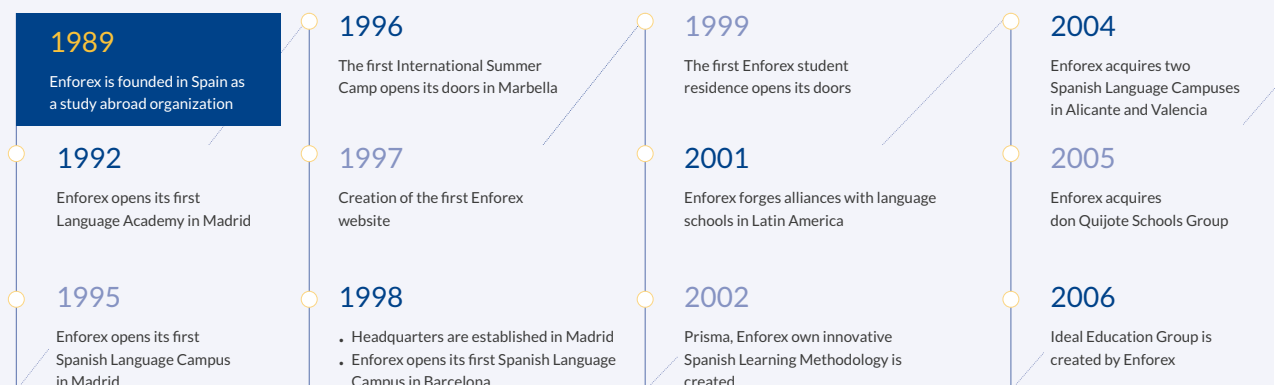 1989
Enforex is founded in Spain as
a study abroad organization
1992
Enforex opens its first
Language Academy in Madrid
1995
Enforex opens its first
Spanish Language Campus
in Madrid
1996
The first International Summer
Camp opens its doors in Marbella
1997
Creation of the first Enforex
website
1998
• Headquarters are established in Madrid
• Enforex opens its first Spanish Language
Campus in Barcelona
1999
The first Enforex student
residence opens its doors
2001
Enforex forges alliances with language
schools in Latin America
2002
Prisma, Enforex own innovative
Spanish Learning Methodology is
created
2004
Enforex acquires two
Spanish Language Campuses
in Alicante and Valencia
2005
Enforex acquires
don Quijote Schools Group
2006
Ideal Education Group is
created by Enforex